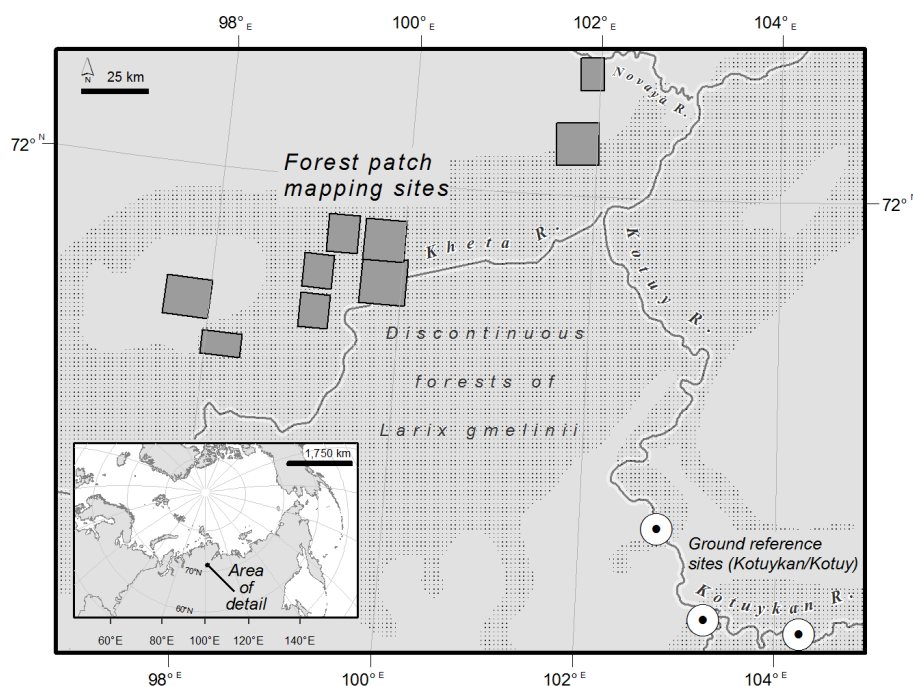 98° E
100° E
102° E
104° E
N
25 km
Novaya R.
72° N
Forest patch
mapping sites
72° N
Kheta R.
Kotuy R.
Discontinuous
forests of
Larix gmelinii
1,750 km
Ground reference
sites (Kotuykan/Kotuy)
70°N
Area
of
detail
60°N
Kotuykan R.
60°E
80°E
100°E
120°E
140°E
98° E
100° E
102° E
104° E